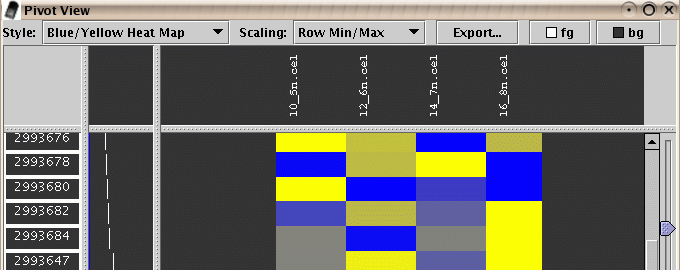 Pivot View
Style: Blue/Yellow Heat Map Scaling: Row Min/Max Export... fg bg
10_5n.cel 12_6n.cel 14_7n.cel 16_8n.cel
2993676
2993678
2993680
2993682
2993684
2993647